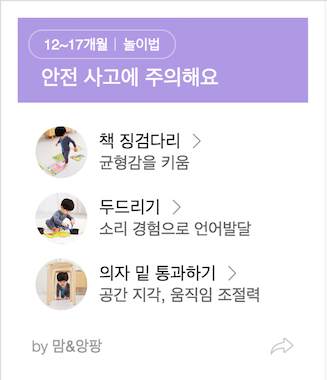 12~17개월 | 놀이법
안전 사고에 주의해요
책 징검다리 >
균형감을 키움
두드리기 >
소리 경험으로 언어발달
의자 밑 통과하기 >
공간 지각, 움직임 조절력
by 맘&앙팡